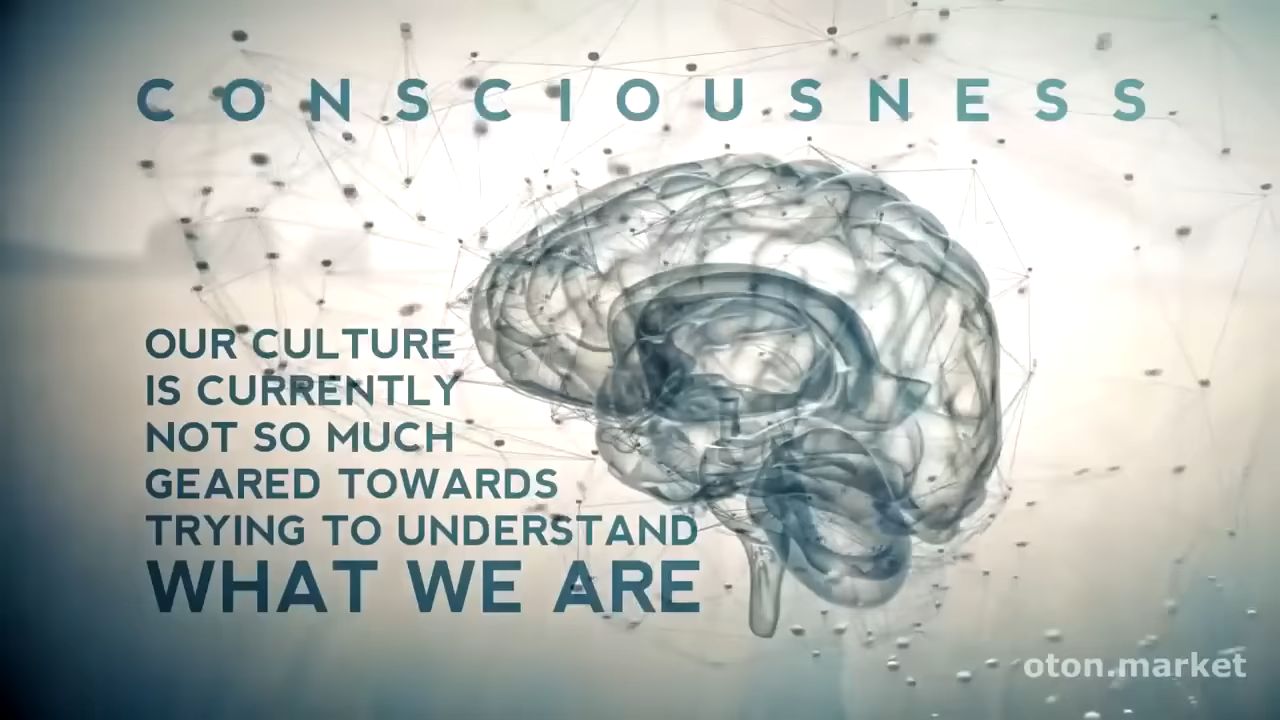 CONSCIOUSNESS
OUR CULTURE
IS CURRENTLY
NOT SO MUCH
GEARED TOWARDS
TRYING TO UNDERSTAND
WHAT WE ARE
oton.market